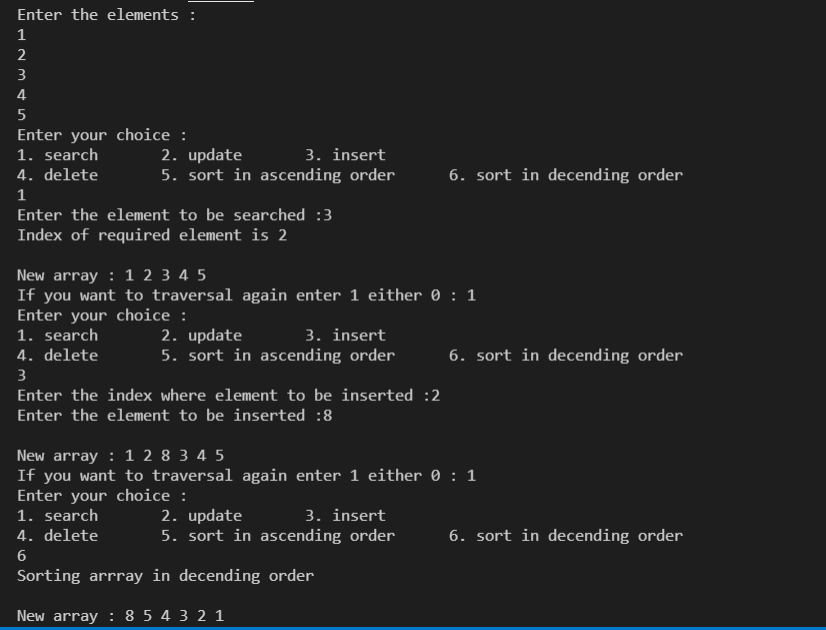 Enter the elements :
1
2
3
4
5
Enter your choice :
1. search       2. update       3. insert
4. delete       5. sort in ascending order      6. sort in decending order
1
Enter the element to be searched :3
Index of required element is 2

New array : 1 2 3 4 5
If you want to traversal again enter 1 either 0 : 1
Enter your choice :
1. search       2. update       3. insert
4. delete       5. sort in ascending order      6. sort in decending order
3
Enter the index where element to be inserted :2
Enter the element to be inserted :8

New array : 1 2 8 3 4 5
If you want to traversal again enter 1 either 0 : 1
Enter your choice :
1. search       2. update       3. insert
4. delete       5. sort in ascending order      6. sort in decending order
6
Sorting arrray in decending order

New array : 8 5 4 3 2 1